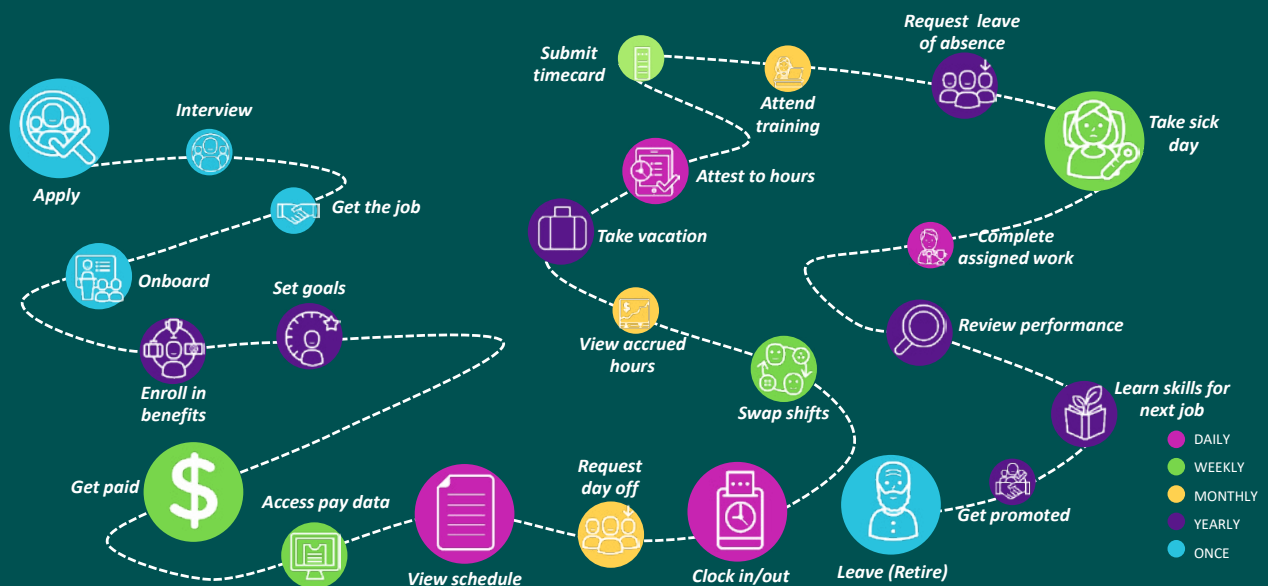 Apply
Interview
Get the job
Onboard
Enroll in
benefits
Set goals
Get paid
$
Access pay data
View schedule
Request
day off
Clock in/out
Swap shifts
View accrued
hours
Take vacation
Attest to hours
Submit
timecard
Attend
training
Request leave
of absence
Take sick
day
Complete
assigned work
Review performance
Learn skills for
next job
Get promoted
Leave (Retire)
DAILY
WEEKLY
MONTHLY
YEARLY
ONCE